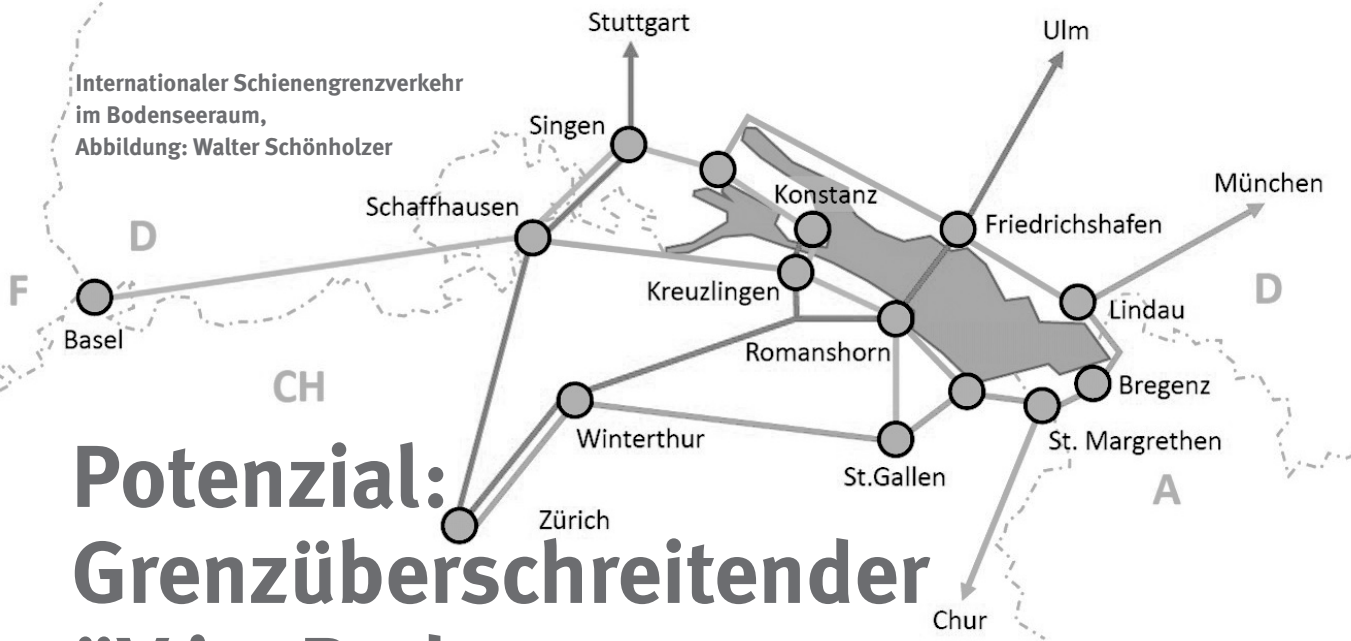 Stuttgart
Ulm
Internationaler Schienengrenzverkehr
im Bodenseeraum,
Abbildung: Walter Schönholzer
Singen
München
Konstanz
Schaffhausen
Friedrichshafen
D
F
Kreuzlingen
D
Lindau
Basel
Romanshorn
CH
Bregenz
Winterthur
St. Margrethen
St.Gallen
A
Potenzial:
Zürich
Grenzüberschreitender
Chur